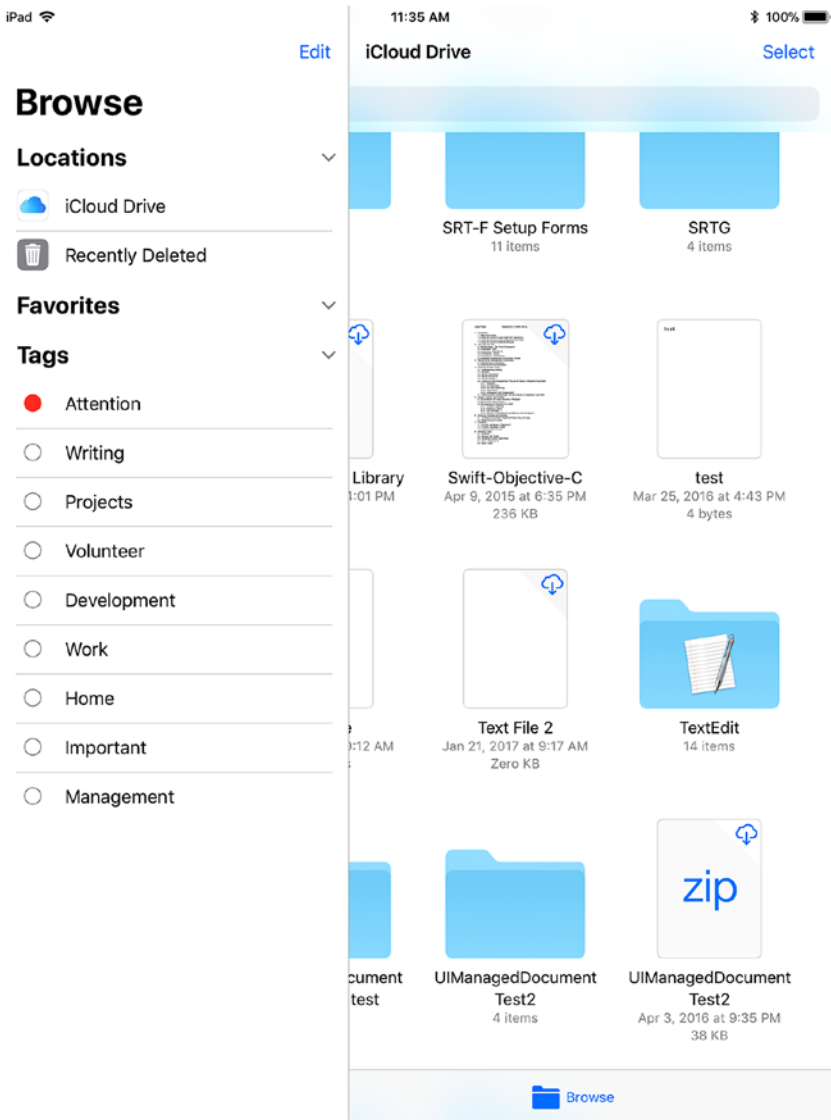 iPad
11:35 AM
100%
Edit
Browse
Locations
iCloud Drive
Recently Deleted
Favorites
Tags
Attention
Writing
Projects
Volunteer
Development
Work
Home
Important
Management
iCloud Drive
Select
SRT-F Setup Forms
11 items
SRTG
4 items
Library
:01 PM
Swift-Objective-C
Apr 9, 2015 at 6:35 PM
236 KB
test
test
Mar 25, 2016 at 4:43 PM
4 bytes
:12 AM
Text File 2
Jan 21, 2017 at 9:17 AM
Zero KB
TextEdit
14 items
cument
test
UIManagedDocument
Test2
4 items
zip
UIManagedDocument
Test2
Apr 3, 2016 at 9:35 PM
38 KB
Browse